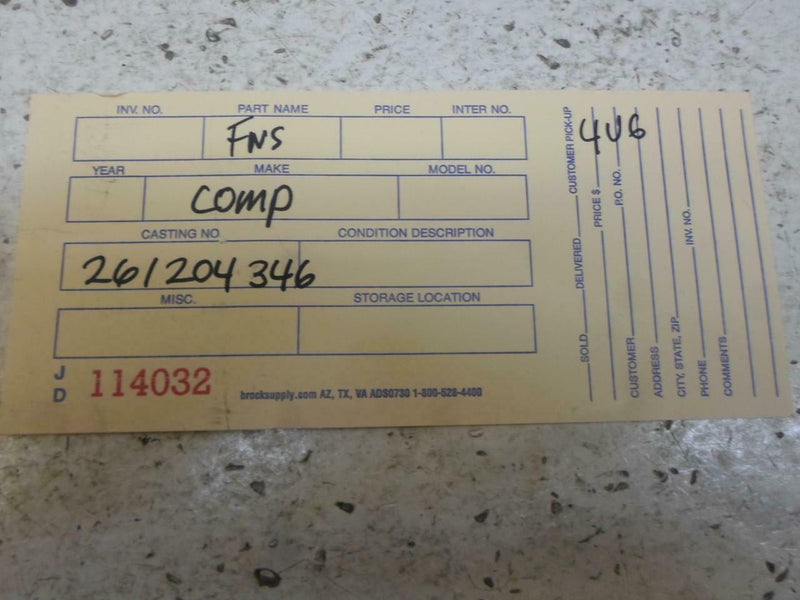 INV. NO. PART NAME PRICE INTER NO.
FNS
YEAR MAKE MODEL NO.
COMP
CASTING NO. CONDITION DESCRIPTION
261204346
MISC. STORAGE LOCATION
J D 114032
brocksupply.com AZ, TX, VA ADS0730 1-800-528-4400
SOLD DELIVERED CUSTOMER PICK-UP
4U6
PRICE $
P.O. NO.
CUSTOMER
ADDRESS
CITY, STATE, ZIP
INV. NO.
PHONE
COMMENTS